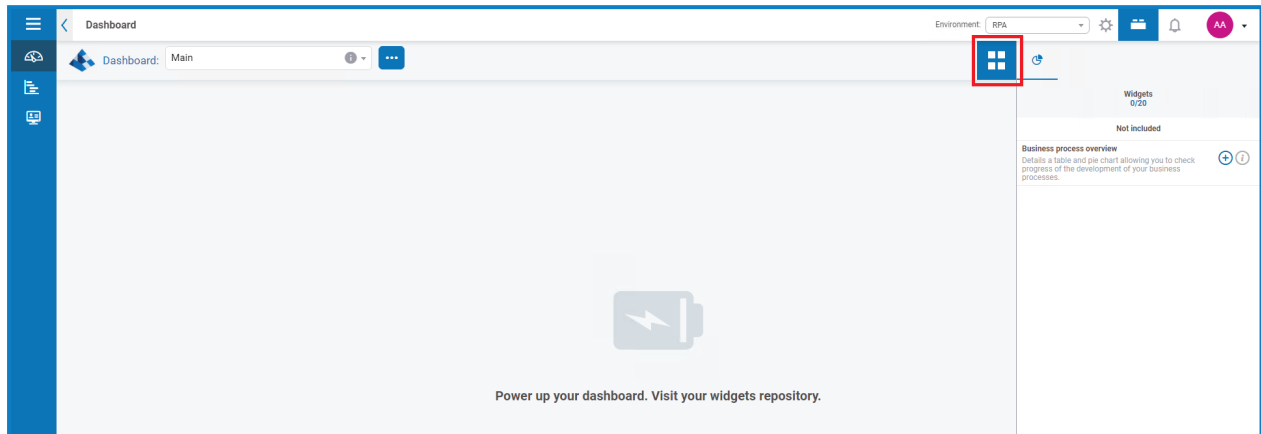 Dashboard
Environment: RPA
AA
Dashboard: Main
Widgets
0/20
Not included
Business process overview
Details a table and pie chart allowing you to check
progress of the development of your business
processes.
Power up your dashboard. Visit your widgets repository.